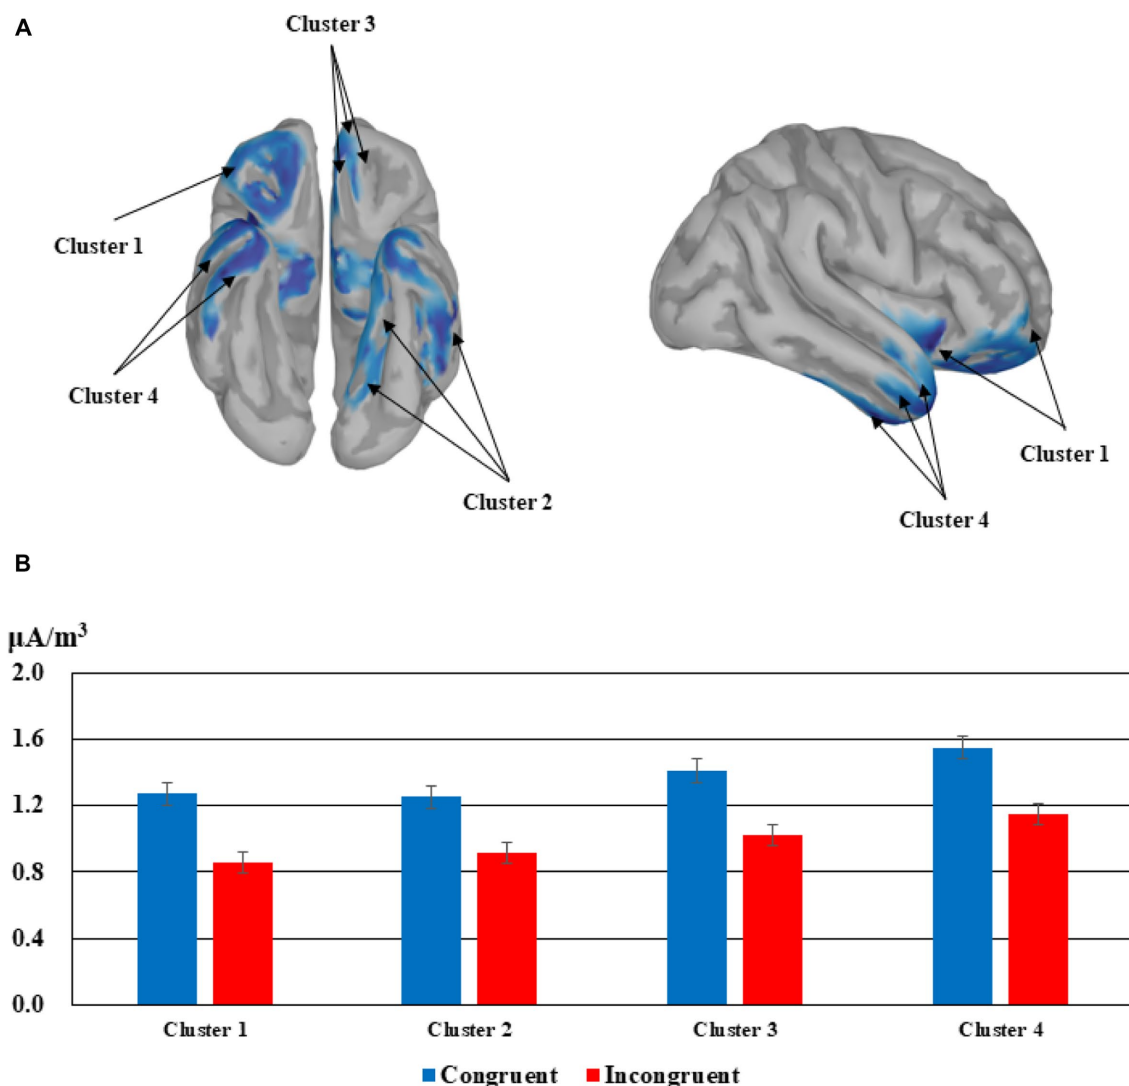 A
Cluster 3
Cluster 1
Cluster 4
Cluster 2
Cluster 1
Cluster 4
B
μA/m³
2.0
1.6
1.2
0.8
0.4
0.0
Cluster 1 Cluster 2 Cluster 3 Cluster 4
Congruent Incongruent